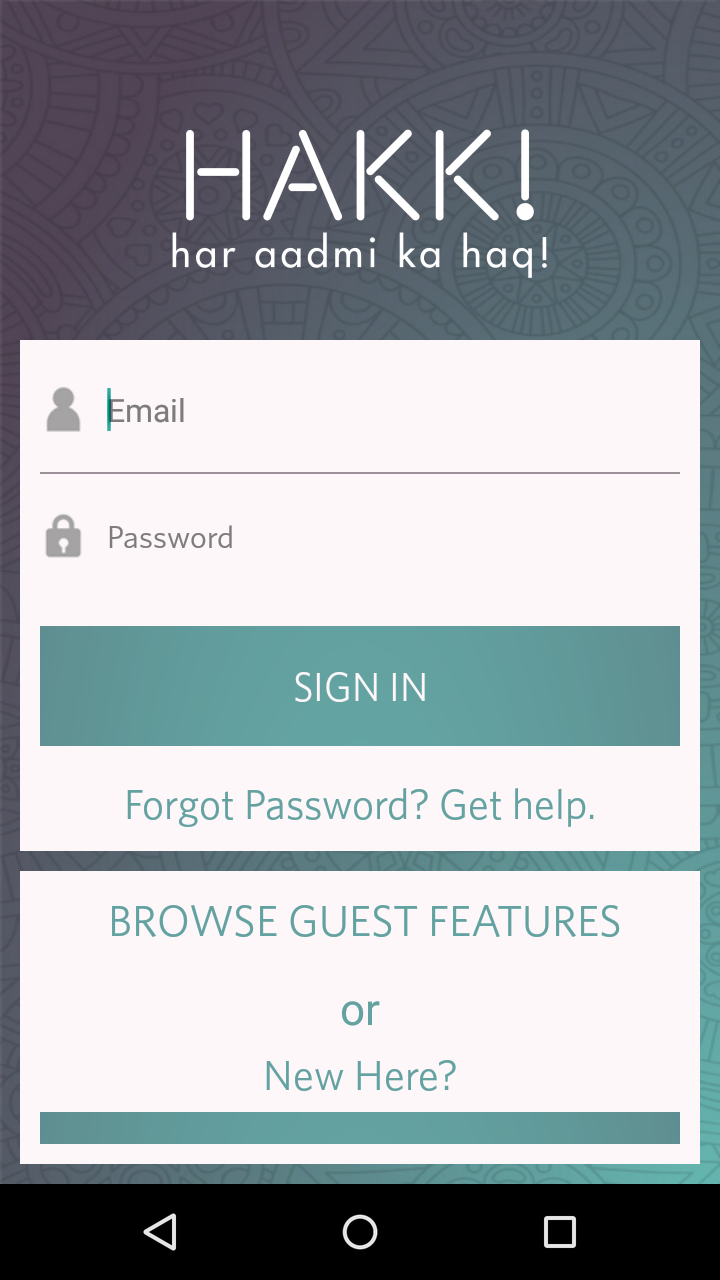 HAKK!
har aadmi ka haq!
Email
Password
SIGN IN
Forgot Password? Get help.
BROWSE GUEST FEATURES
or
New Here?